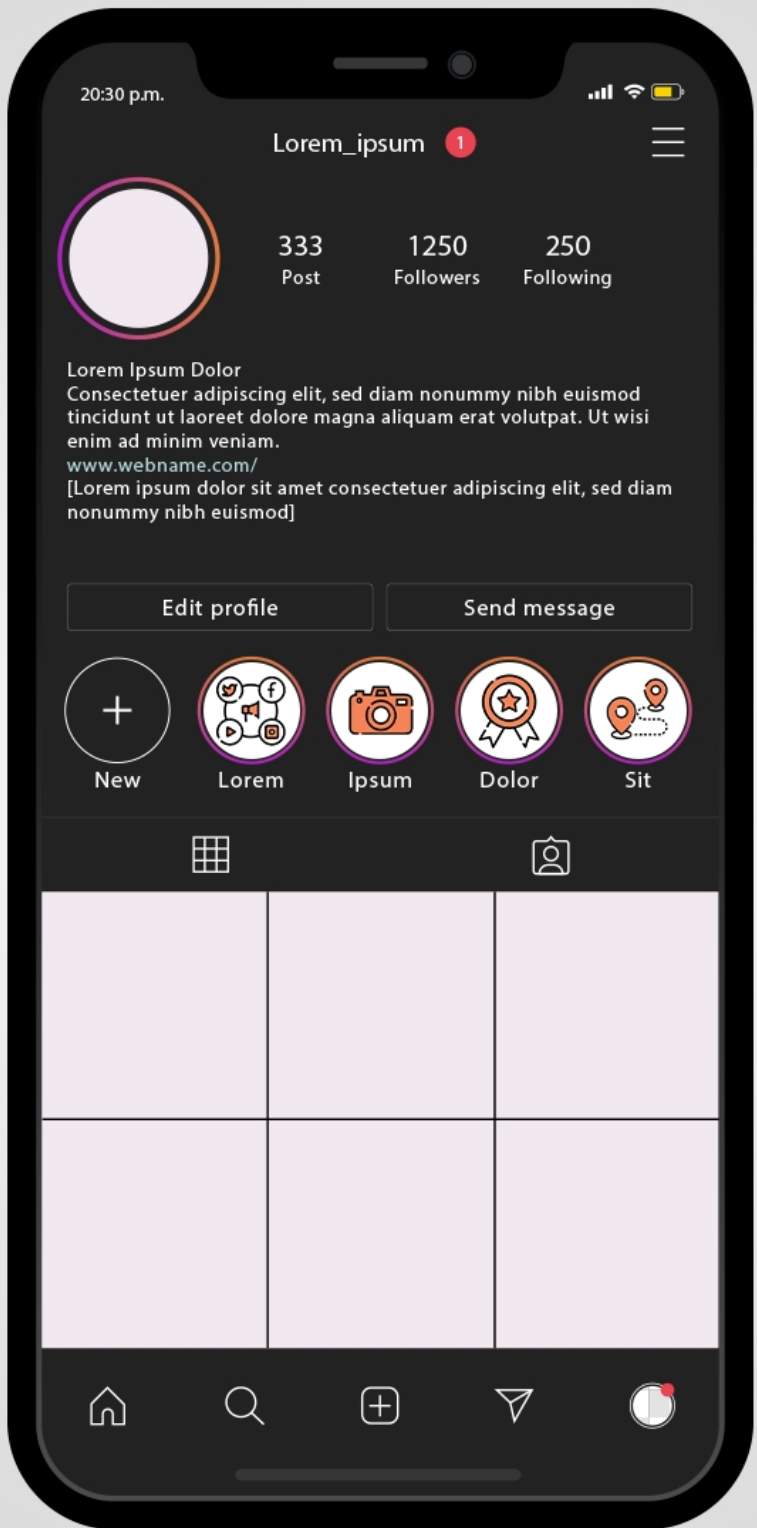 20:30 p.m.
Lorem_ipsum 1
333 1250 250
Post Followers Following
Lorem Ipsum Dolor
Consectetuer adipiscing elit, sed diam nonummy nibh euismod
tincidunt ut laoreet dolore magna aliquam erat volutpat. Ut wisi
enim ad minim veniam.
www.webname.com/
[Lorem ipsum dolor sit amet consectetuer adipiscing elit, sed diam
nonummy nibh euismod]
Edit profile Send message
New Lorem Ipsum Dolor Sit